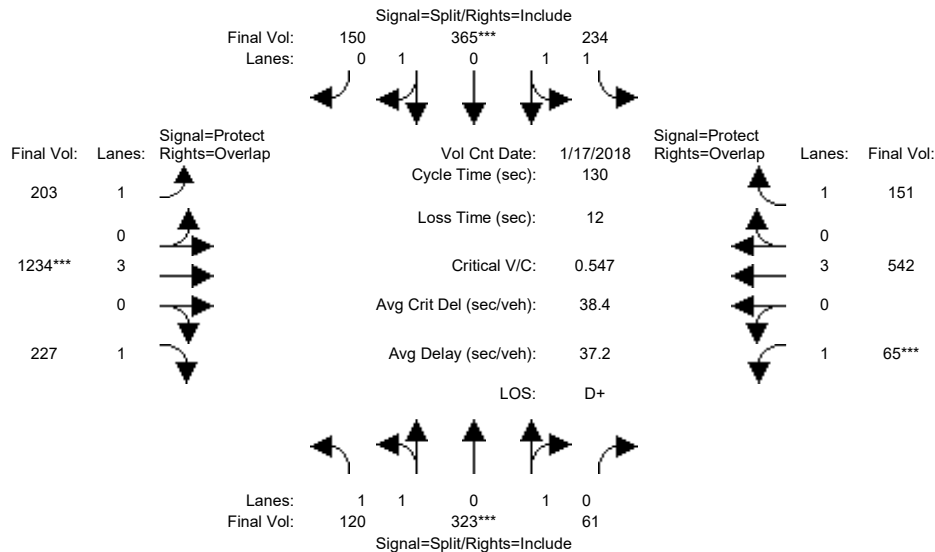 Signal=Split/Rights=Include
Final Vol: 150 365*** 234
Lanes: 0 1 0 1 1
Signal=Protect Signal=Protect
Final Vol: Lanes: Rights=Overlap Vol Cnt Date: 1/17/2018 Rights=Overlap Lanes: Final Vol:
Cycle Time (sec): 130
203 1 1 151
Loss Time (sec): 12
0 0
1234*** 3 Critical V/C: 0.547 3 542
0 Avg Crit Del (sec/veh): 38.4 0
227 1 Avg Delay (sec/veh): 37.2 1 65***
LOS: D+
Lanes: 1 1 0 1 0
Final Vol: 120 323*** 61
Signal=Split/Rights=Include